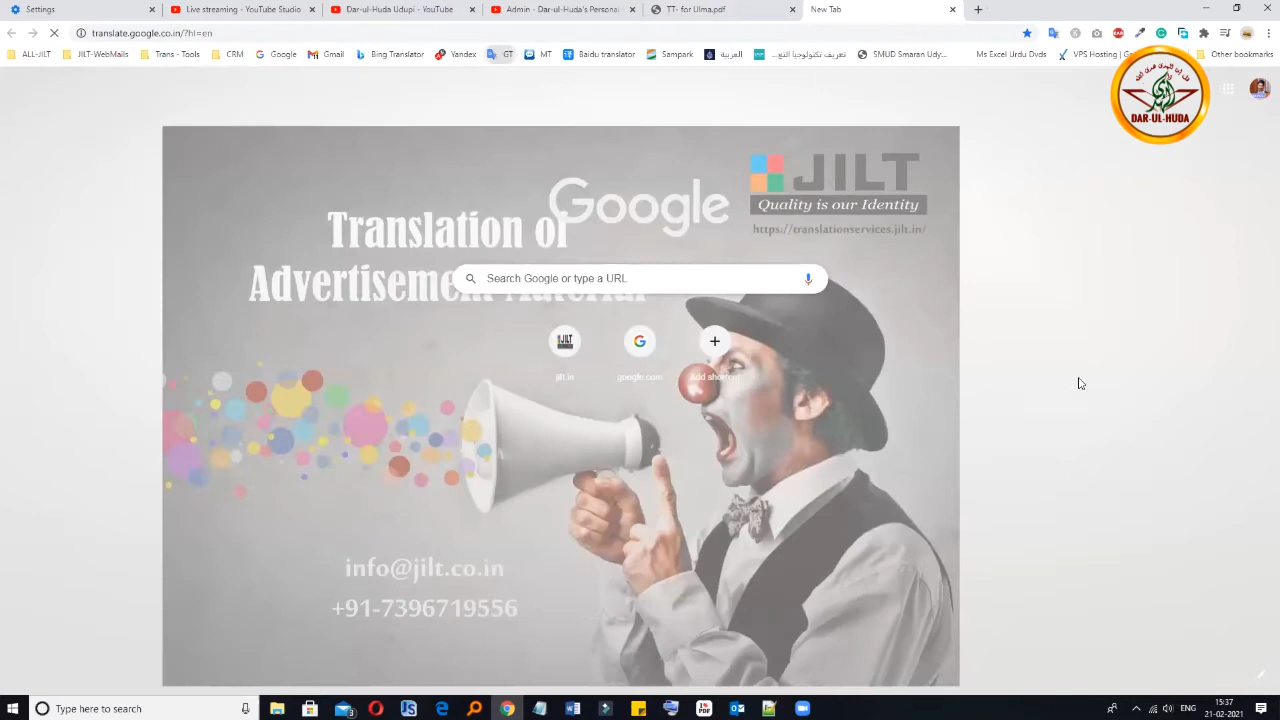 Settings
Live streaming - YouTube Studio
Dar-ul-Huda Udupi - YouTube
Admin - Dar-ul-Huda's Personal
TT- for Ulma.pdf
New Tab
translate.google.co.in/?hl=en
ALL-JILT
JILT-WebMails
Trans - Tools
CRM
Google
Gmail
Bing Translator
Yandex
GT
MT
Baidu translator
Sampark
العربية
تعريف تكنولوجيا التع...
SMUD Smaran Udy...
Ms Excel Urdu Dvds
VPS Hosting | Ge
Other bookmarks
DAR-UL-HUDA
JILT
Quality is our Identity
https://translationservices.jilt.in/
Google
Translation of
Advertisement Material
Search Google or type a URL
jilt.in
google.com
Add short
info@jilt.co.in
+91-7396719556
Type here to search
ENG
15:37
21-02-2021